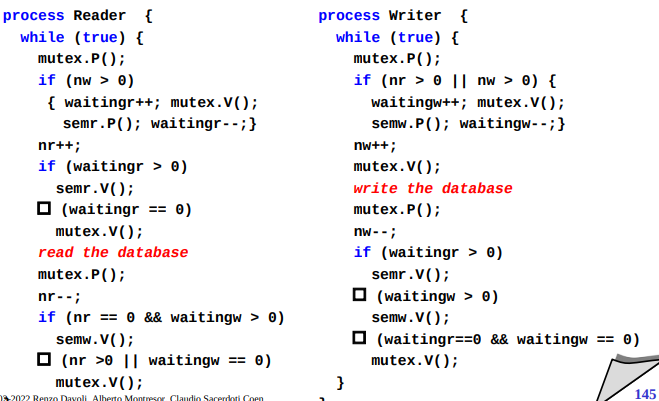 process Reader {
while (true) {
mutex.P();
if (nw > 0)
{ waitingr++; mutex.V();
semr.P(); waitingr--;}
nr++;
if (waitingr > 0)
semr.V();
□ (waitingr == 0)
mutex.V();
read the database
mutex.P();
nr--;
if (nr == 0 && waitingw > 0)
semw.V();
□ (nr >0 || waitingw == 0)
mutex.V();
process Writer {
while (true) {
mutex.P();
if (nr > 0 || nw > 0) {
waitingw++; mutex.V();
semw.P(); waitingw--;}
nw++;
mutex.V();
write the database
mutex.P();
nw--;
if (waitingr > 0)
semr.V();
□ (waitingw > 0)
semw.V();
□ (waitingr==0 && waitingw == 0)
mutex.V();
}
2022 Renzo Davoli, Alberto Montresor, Claudio Sacerdoti Coen
145